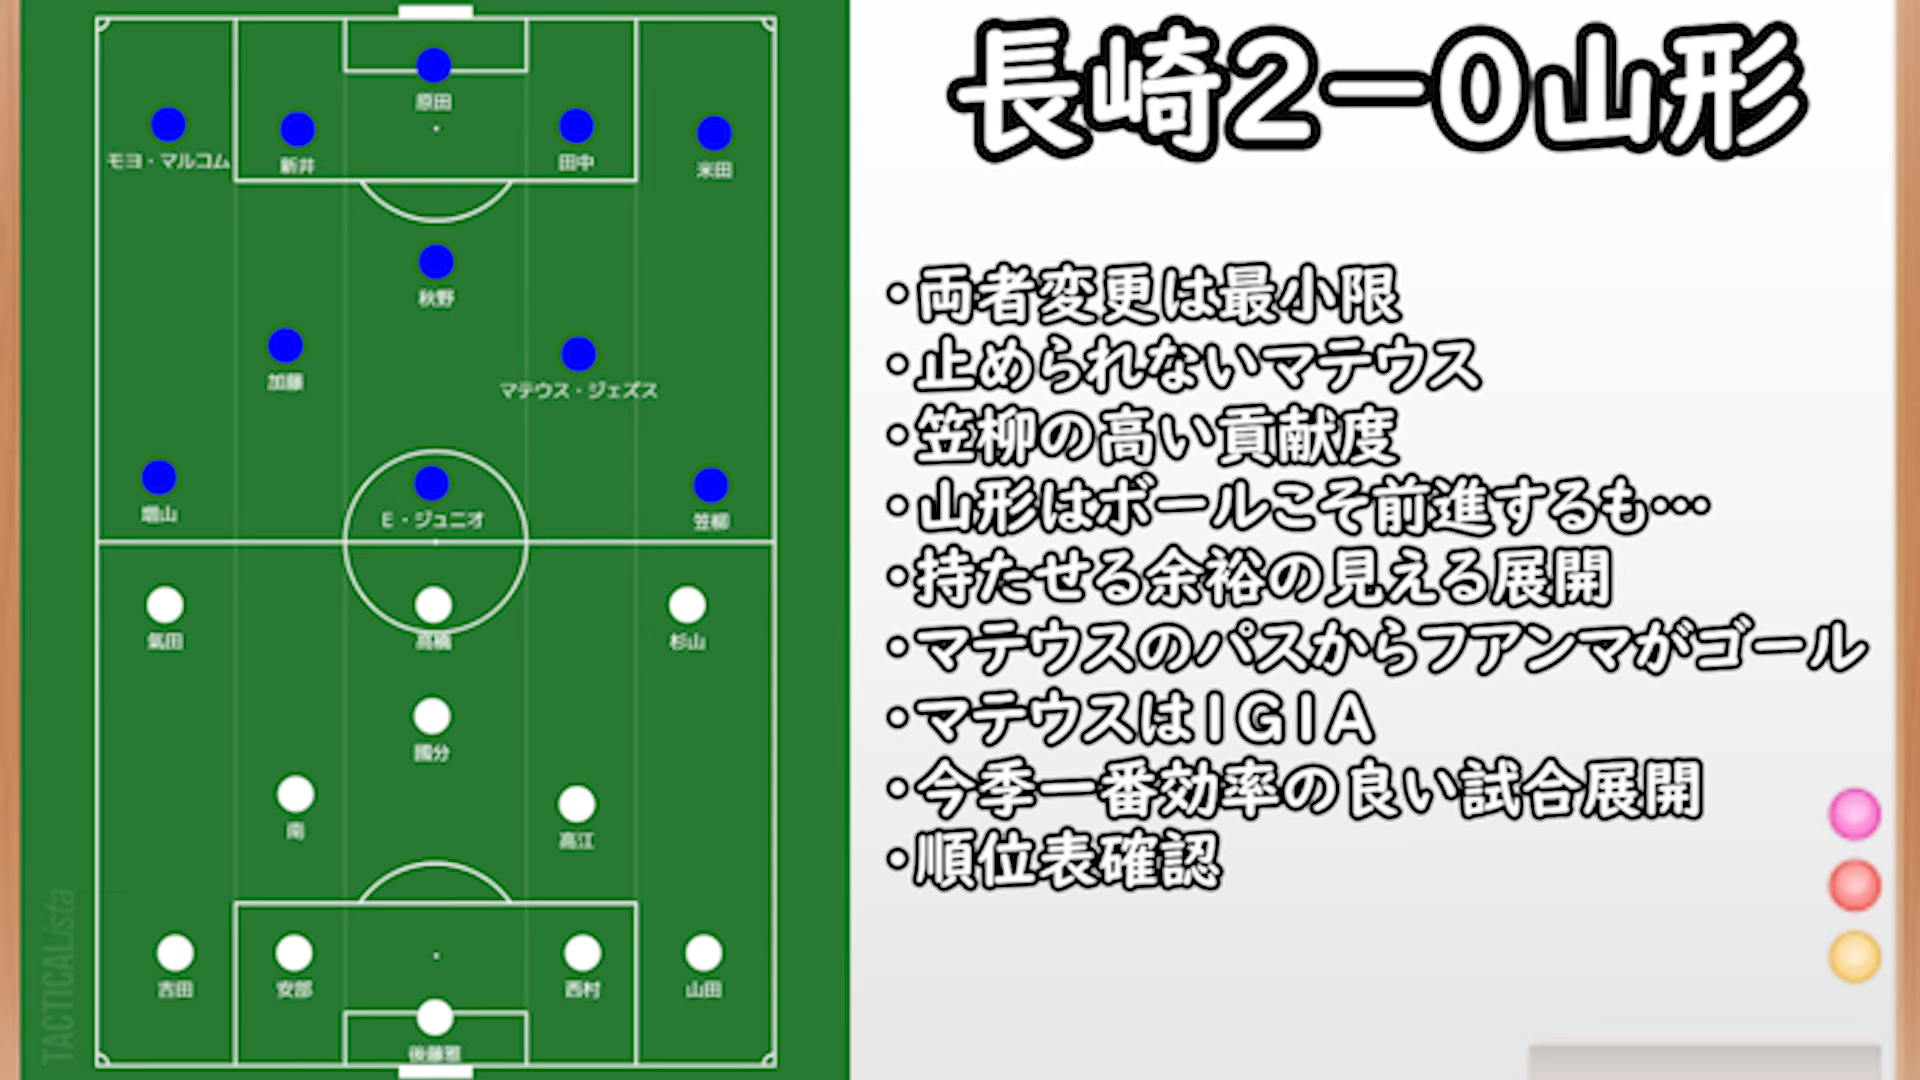 長崎2−0山形
・両者変更は最小限
・止められないマテウス
・笠柳の高い貢献度
・山形はボールこそ前進するも…
・持たせる余裕の見える展開
・マテウスのパスからフアンマがゴール
・マテウスは1G1A
・今季一番効率の良い試合展開
・順位表確認
原田
モヨ・マルコム
新井
田中
米田
秋野
加藤
マテウス・ジェズス
増山
E・ジュニオ
笠柳
氣田
高橋
杉山
國分
南
高江
吉田
安部
西村
山田
後藤雅
TACTICALista